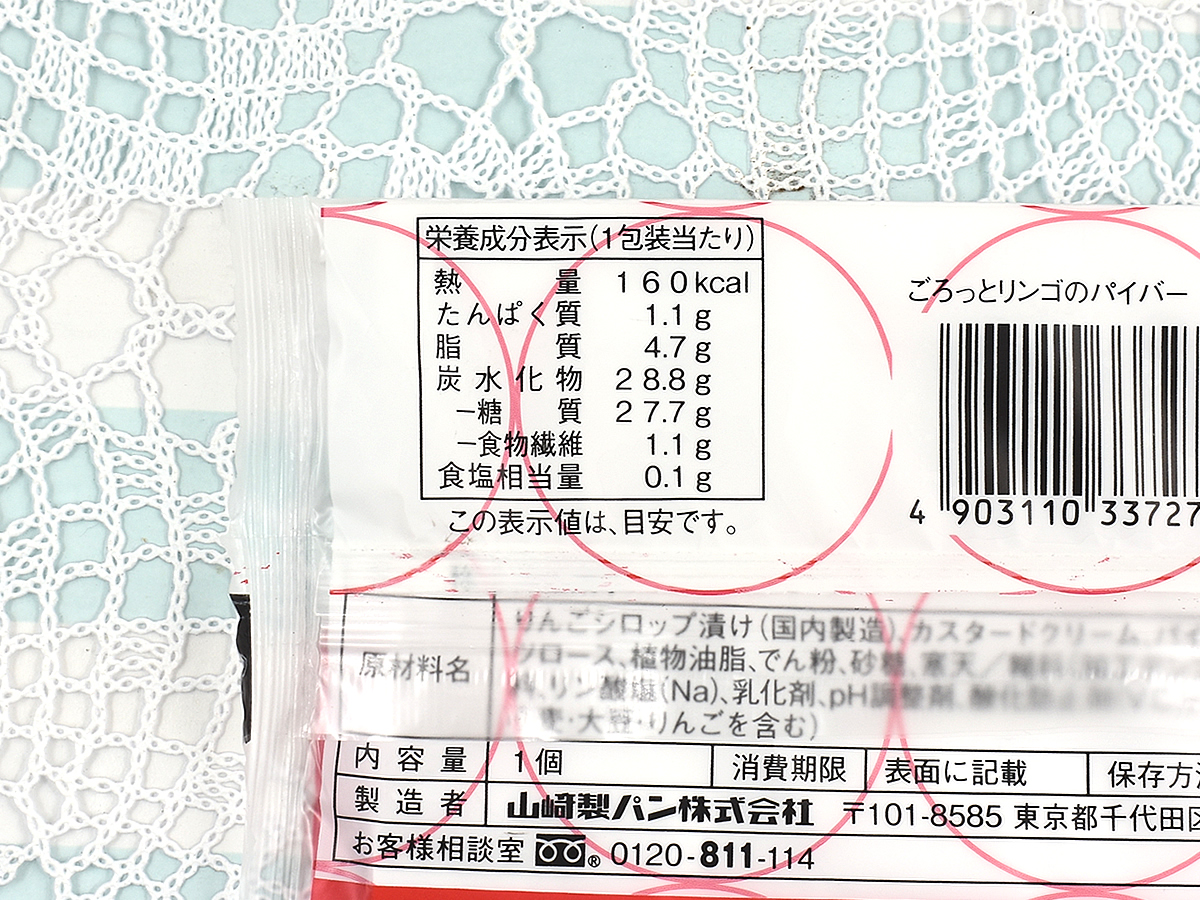 栄養成分表示(1包装当たり)
熱量 160kcal
たんぱく質 1.1g
脂質 4.7g
炭水化物 28.8g
−糖質 27.7g
−食物繊維 1.1g
食塩相当量 0.1g
この表示値は、目安です。
ごろっとリンゴのパイバー
4 903110 33727
原材料名
りんごシロップ漬け(国内製造)、カスタードクリーム、
、植物油脂、でん粉、砂糖、寒天／
リン酸塩(Na)、乳化剤、pH調整剤、
・大豆・りんごを含む)
内容量 1個 消費期限 表面に記載 保存方
製造者 山崎製パン株式会社 〒101-8585 東京都千代田区
お客様相談室 ® 0120-811-114